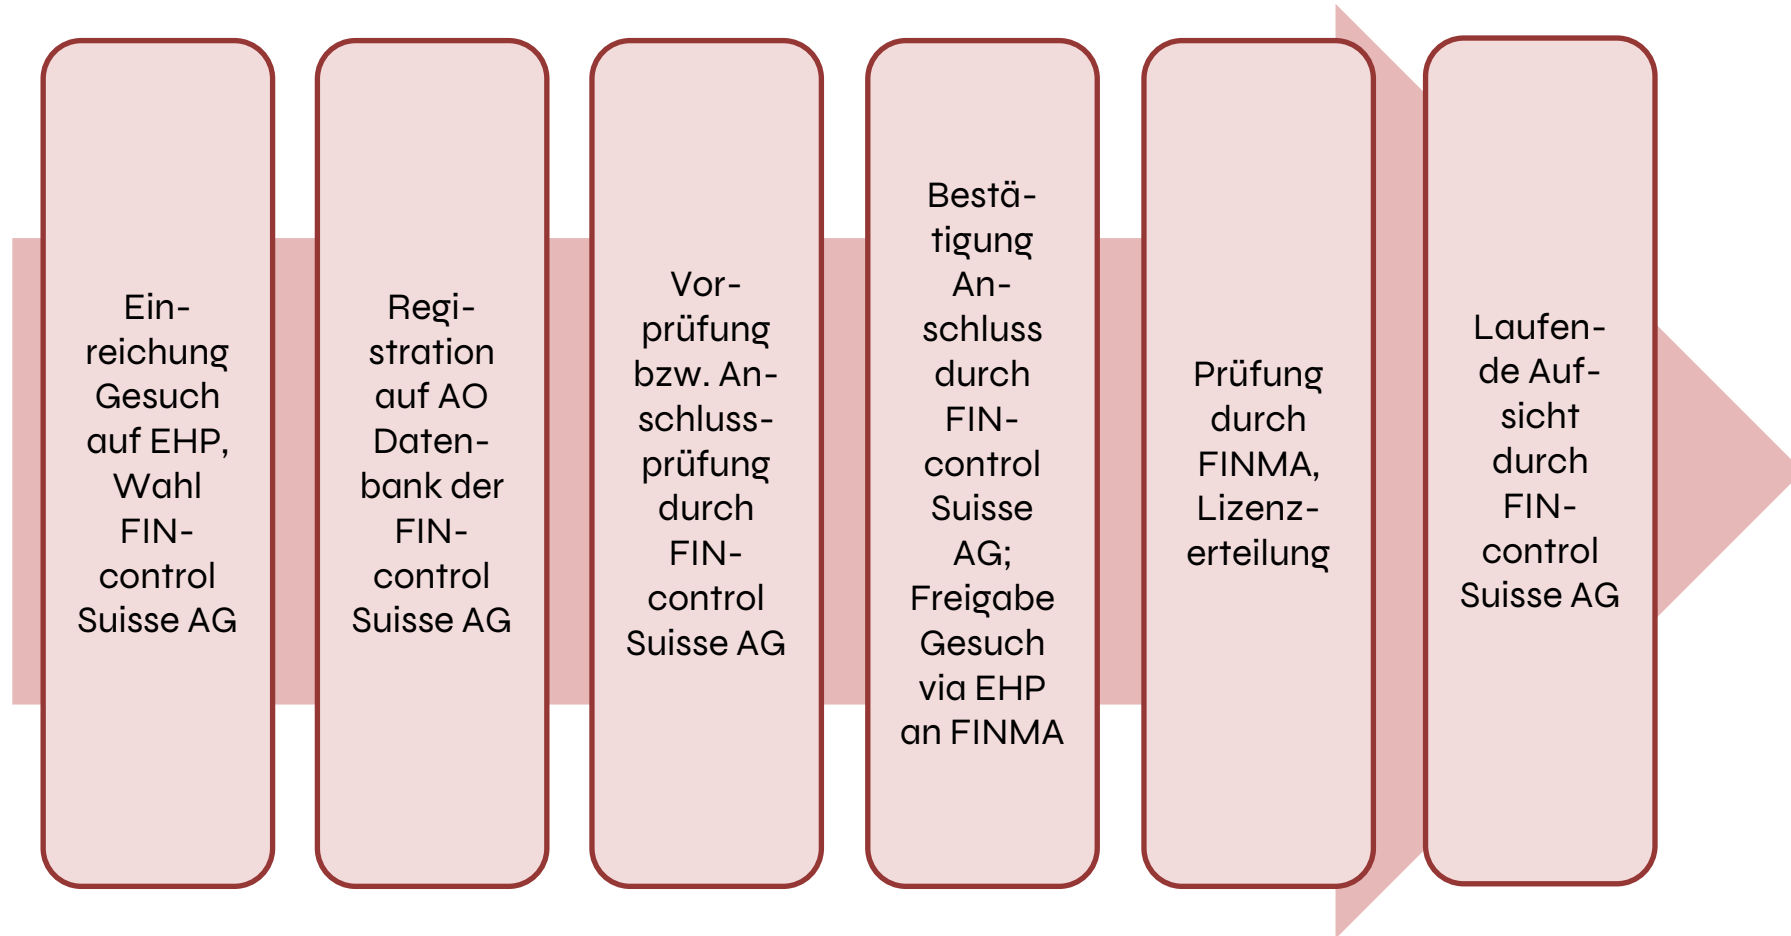 Ein-
reichung
Gesuch
auf EHP,
Wahl
FIN-
control
Suisse AG
Regi-
stration
auf AO
Daten-
bank der
FIN-
control
Suisse AG
Vor-
prüfung
bzw. An-
schluss-
prüfung
durch
FIN-
control
Suisse AG
Bestä-
tigung
An-
schluss
durch
FIN-
control
Suisse
AG;
Freigabe
Gesuch
via EHP
an FINMA
Prüfung
durch
FINMA,
Lizenz-
erteilung
Laufen-
de Auf-
sicht
durch
FIN-
control
Suisse AG